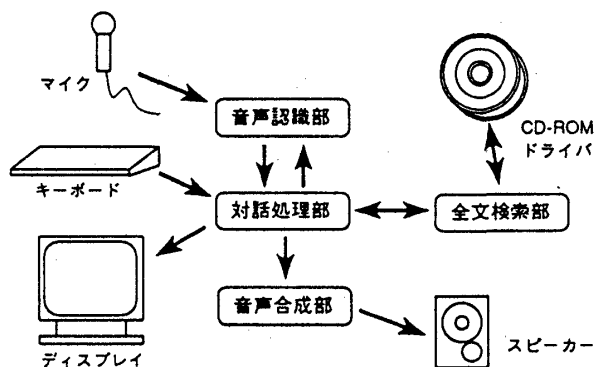 マイク
音声認識部
CD-ROM
ドライバ
キーボード
対話処理部
全文検索部
音声合成部
ディスプレイ
スピーカー